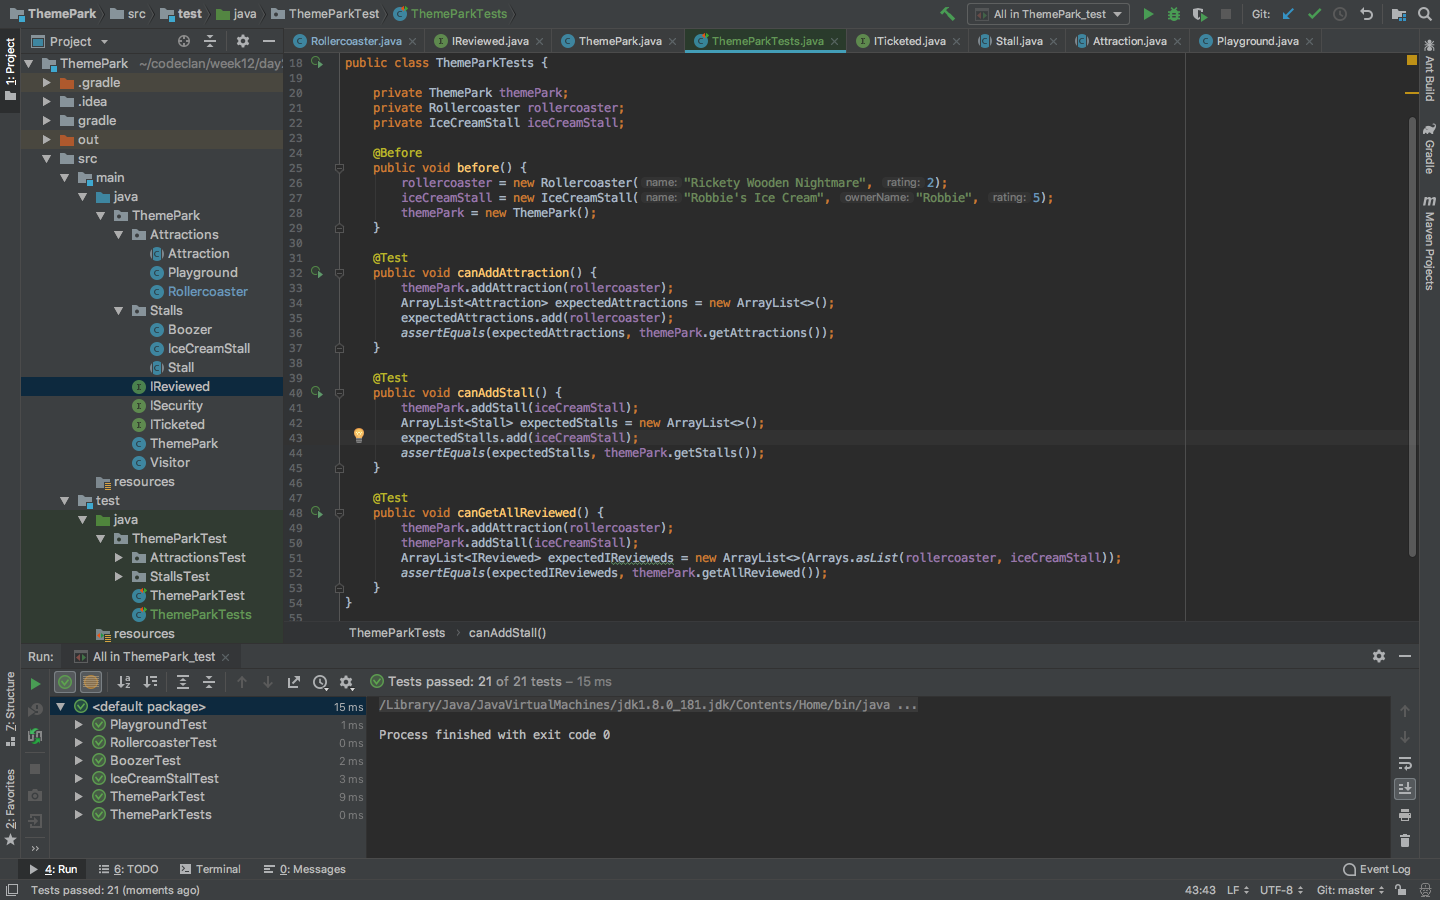 ThemePark src test java ThemeParkTest ThemeParkTests All in ThemePark_test Git:
1: Project
Project
Rollercoaster.java IReviewed.java ThemePark.java ThemeParkTests.java ITicketed.java Stall.java Attraction.java Playground.java
ThemePark ~/codeclan/week12/day
.gradle
.idea
gradle
out
src
main
java
ThemePark
Attractions
Attraction
Playground
Rollercoaster
Stalls
Boozer
IceCreamStall
Stall
IReviewed
ISecurity
ITicketed
ThemePark
Visitor
resources
test
java
ThemeParkTest
AttractionsTest
StallsTest
ThemeParkTest
ThemeParkTests
resources
18 public class ThemeParkTests {
19
20 private ThemePark themePark;
21 private Rollercoaster rollercoaster;
22 private IceCreamStall iceCreamStall;
23
24 @Before
25 public void before() {
26 rollercoaster = new Rollercoaster( name: "Rickety Wooden Nightmare", rating: 2);
27 iceCreamStall = new IceCreamStall( name: "Robbie's Ice Cream", ownerName: "Robbie", rating: 5);
28 themePark = new ThemePark();
29 }
30
31 @Test
32 public void canAddAttraction() {
33 themePark.addAttraction(rollercoaster);
34 ArrayList<Attraction> expectedAttractions = new ArrayList<>();
35 expectedAttractions.add(rollercoaster);
36 assertEquals(expectedAttractions, themePark.getAttractions());
37 }
38
39 @Test
40 public void canAddStall() {
41 themePark.addStall(iceCreamStall);
42 ArrayList<Stall> expectedStalls = new ArrayList<>();
43 expectedStalls.add(iceCreamStall);
44 assertEquals(expectedStalls, themePark.getStalls());
45 }
46
47 @Test
48 public void canGetAllReviewed() {
49 themePark.addAttraction(rollercoaster);
50 themePark.addStall(iceCreamStall);
51 ArrayList<IReviewed> expectedIRevieweds = new ArrayList<>(Arrays.asList(rollercoaster, iceCreamStall));
52 assertEquals(expectedIRevieweds, themePark.getAllReviewed());
53 }
54 }
55
ThemeParkTests canAddStall()
Ant Build
Gradle
Maven Projects
Run: All in ThemePark_test
Tests passed: 21 of 21 tests – 15 ms
<default package> 15 ms
PlaygroundTest 1 ms
RollercoasterTest 0 ms
BoozerTest 2 ms
IceCreamStallTest 3 ms
ThemeParkTest 9 ms
ThemeParkTests 0 ms
/Library/Java/JavaVirtualMachines/jdk1.8.0_181.jdk/Contents/Home/bin/java ...
Process finished with exit code 0
Z: Structure
2: Favorites
4: Run 6: TODO Terminal 0: Messages Event Log
Tests passed: 21 (moments ago) 43:43 LF UTF-8 Git: master